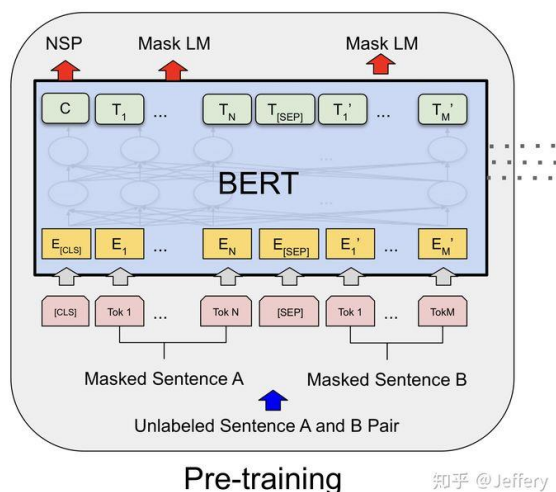 NSP Mask LM Mask LM
C T1 ... TN T[SEP] T1' ... TM'
...
BERT
...
E[CLS] E1 ... EN E[SEP] E1' ... EM'
[CLS] Tok 1 ... Tok N [SEP] Tok 1 ... TokM
Masked Sentence A Masked Sentence B
Unlabeled Sentence A and B Pair
Pre-training
知乎 @Jeffery